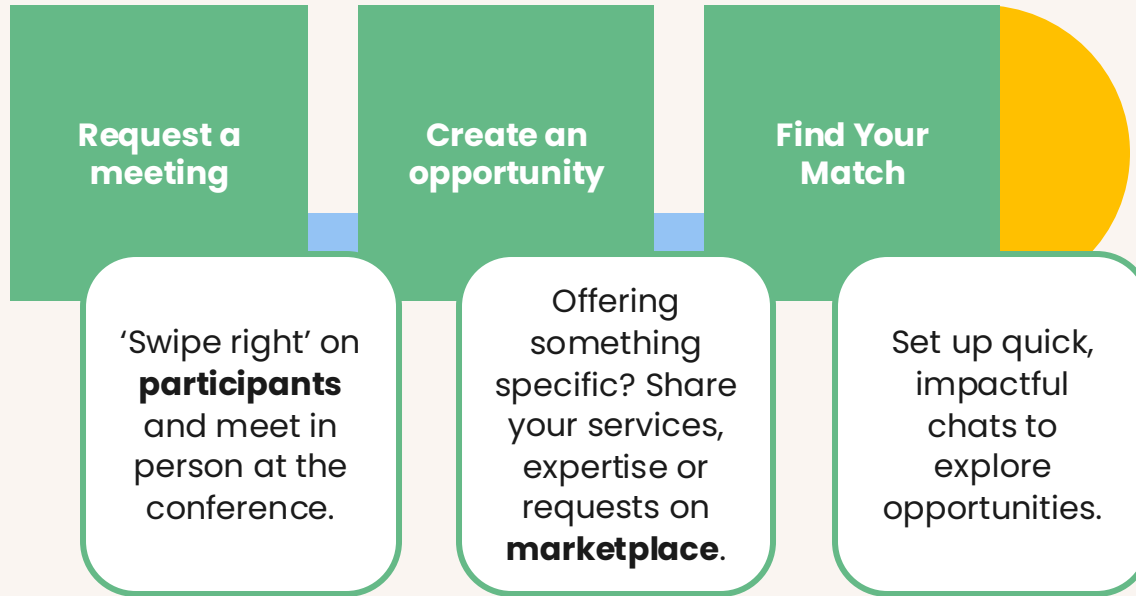 Request a
meeting
Create an
opportunity
Find Your
Match
‘Swipe right’ on
participants
and meet in
person at the
conference.
Offering
something
specific? Share
your services,
expertise or
requests on
marketplace.
Set up quick,
impactful
chats to
explore
opportunities.